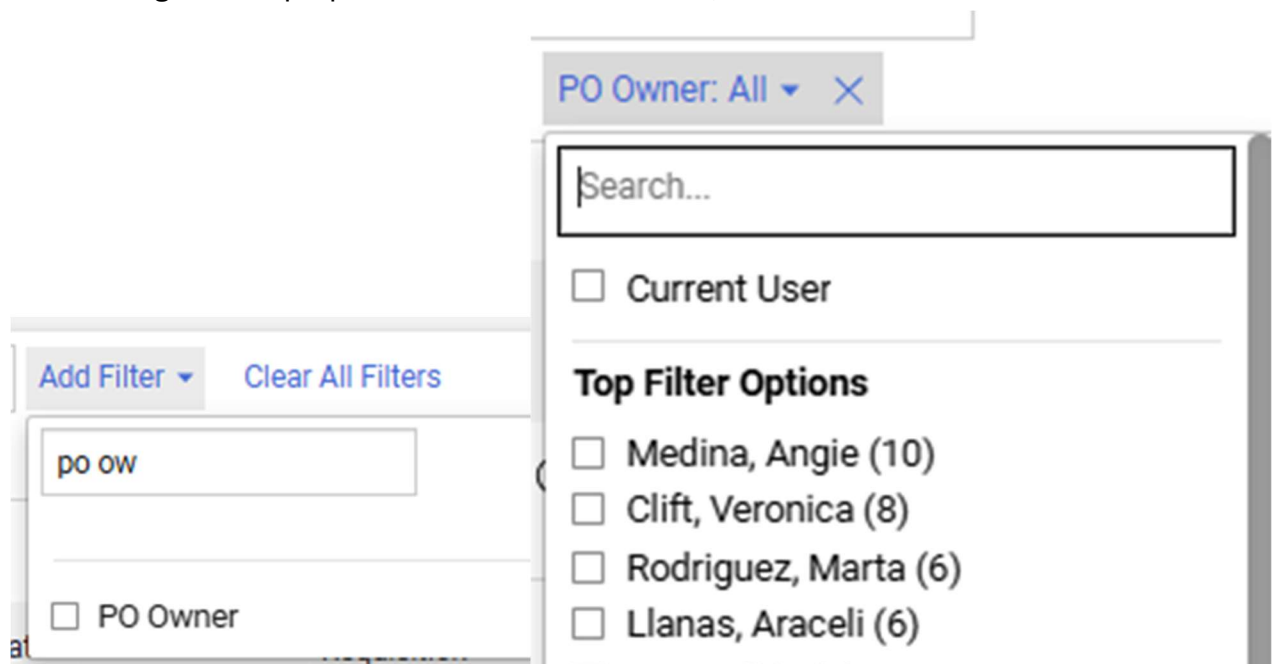 PO Owner: All
Search...
Current User
Top Filter Options
Medina, Angie (10)
Clift, Veronica (8)
Rodriguez, Marta (6)
Llanas, Araceli (6)
Add Filter
Clear All Filters
po ow
PO Owner